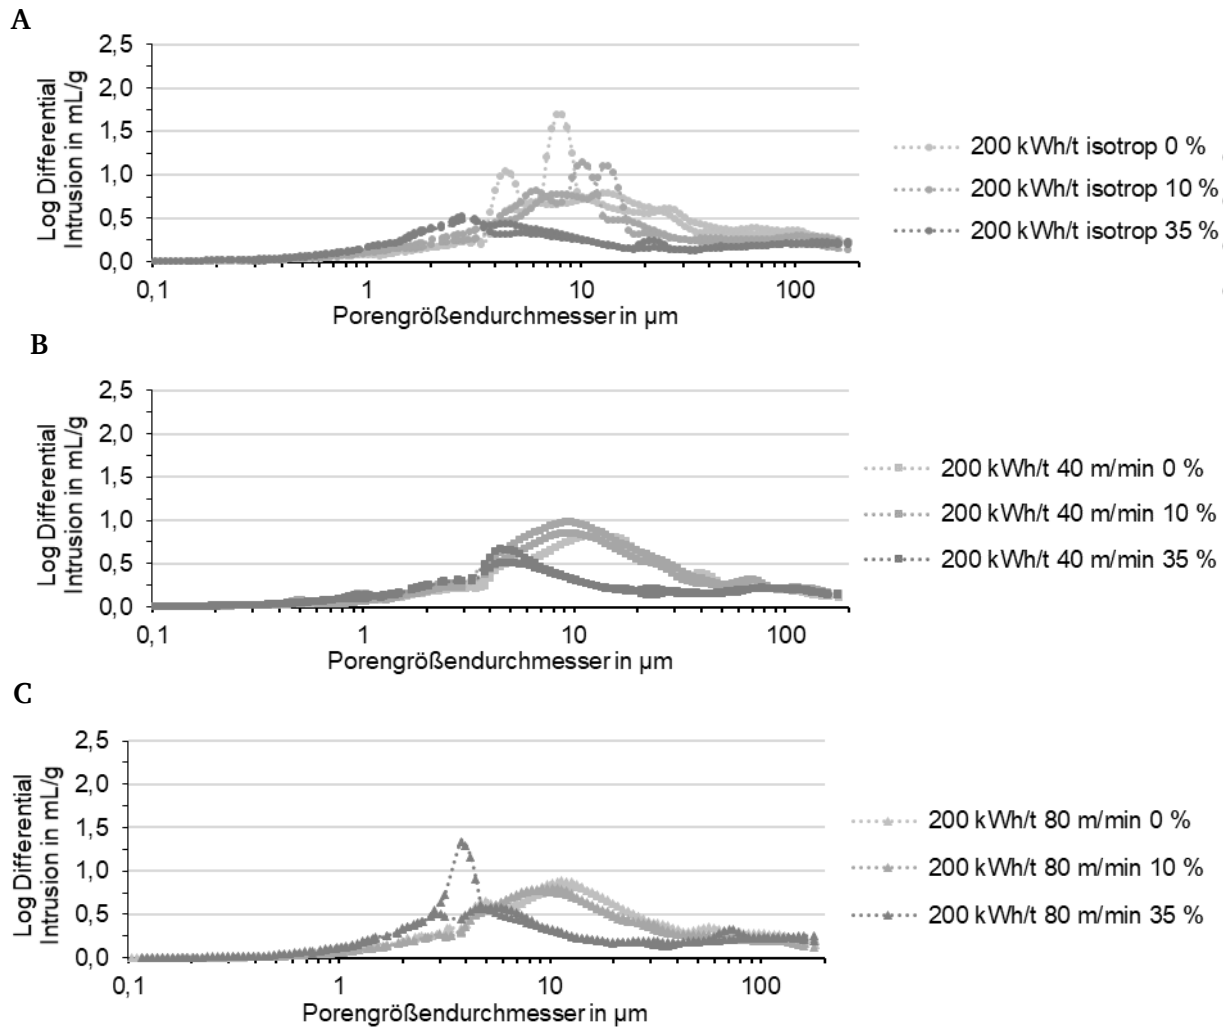 A
2,5
2,0
1,5
1,0
0,5
0,0
Log Differential
Intrusion in mL/g
0,1 1 10 100
Porengrößendurchmesser in µm
200 kWh/t isotrop 0 %
200 kWh/t isotrop 10 %
200 kWh/t isotrop 35 %
B
2,5
2,0
1,5
1,0
0,5
0,0
Log Differential
Intrusion in mL/g
0,1 1 10 100
Porengrößendurchmesser in µm
200 kWh/t 40 m/min 0 %
200 kWh/t 40 m/min 10 %
200 kWh/t 40 m/min 35 %
C
2,5
2,0
1,5
1,0
0,5
0,0
Log Differential
Intrusion in mL/g
0,1 1 10 100
Porengrößendurchmesser in µm
200 kWh/t 80 m/min 0 %
200 kWh/t 80 m/min 10 %
200 kWh/t 80 m/min 35 %